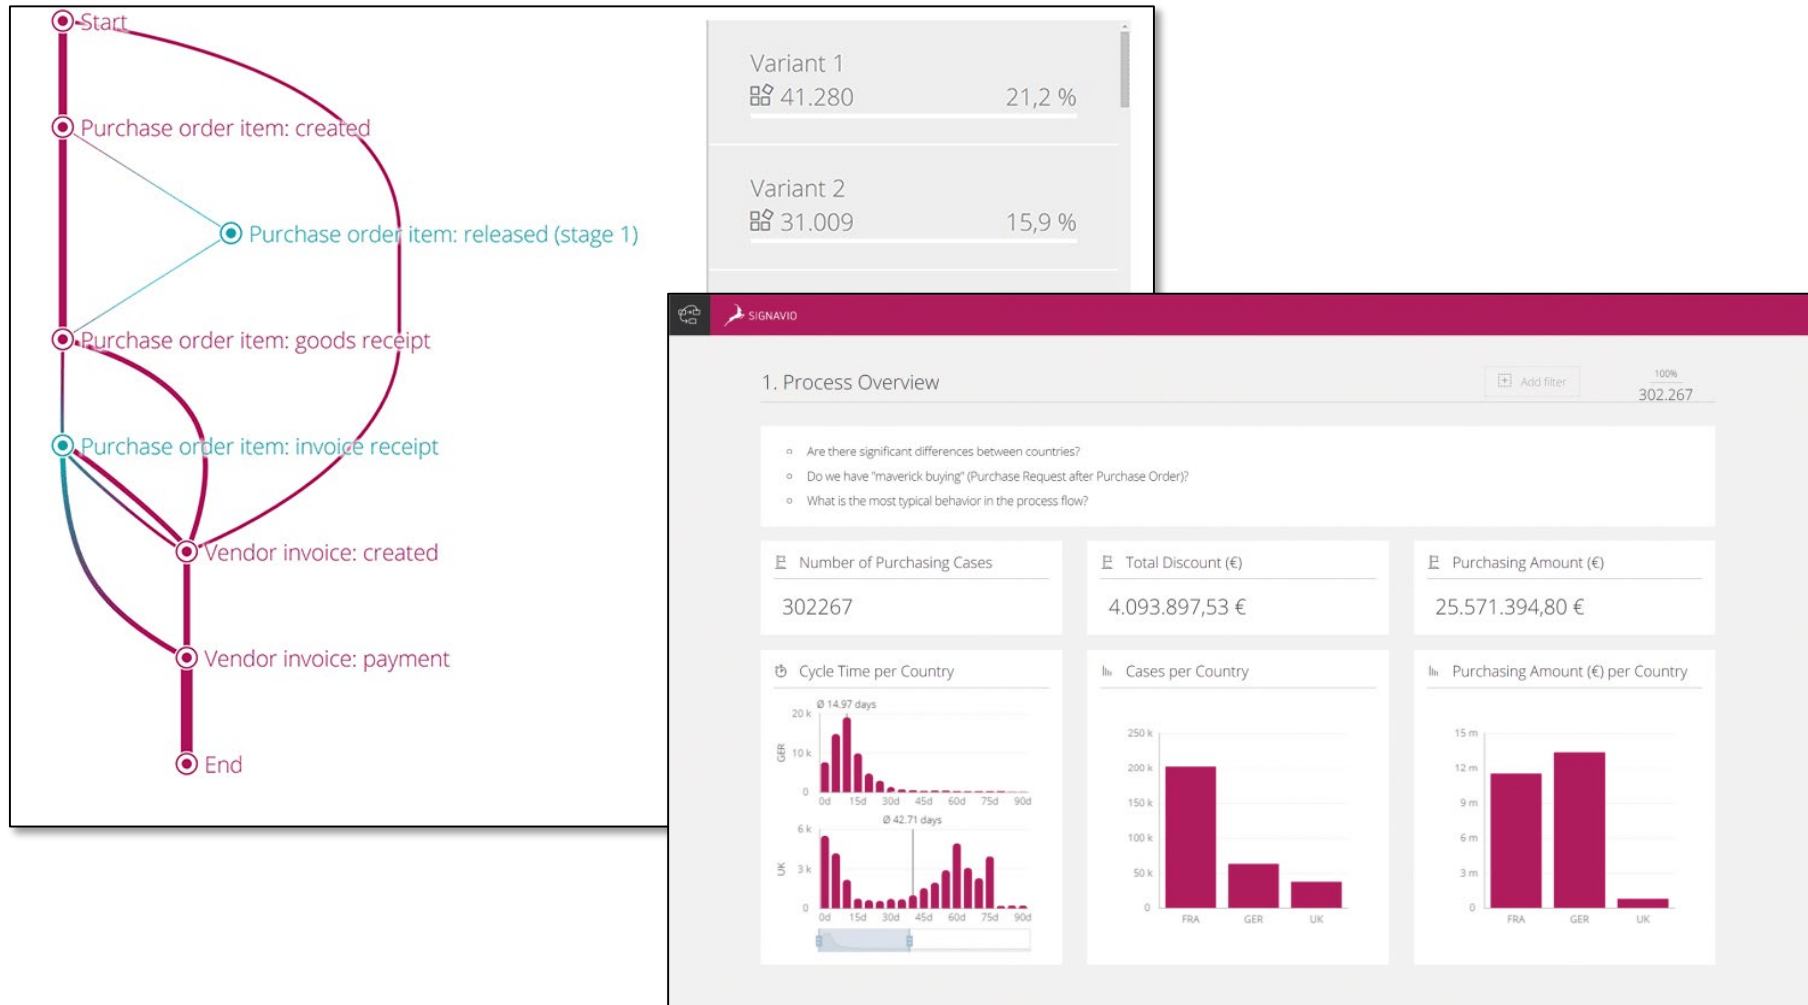 Start
Purchase order item: created
Purchase order item: released (stage 1)
Purchase order item: goods receipt
Purchase order item: invoice receipt
Vendor invoice: created
Vendor invoice: payment
End
Variant 1
41.280 21,2 %
Variant 2
31.009 15,9 %
SIGNAVIO
1. Process Overview
Add filter
100%
302.267
Are there significant differences between countries?
Do we have "maverick buying" (Purchase Request after Purchase Order)?
What is the most typical behavior in the process flow?
Number of Purchasing Cases
302267
Total Discount (€)
4.093.897,53 €
Purchasing Amount (€)
25.571.394,80 €
Cycle Time per Country
Ø 14.97 days
20 k
10 k
0
GER
0d 15d 30d 45d 60d 75d 90d
Ø 42.71 days
6 k
3 k
0
UK
0d 15d 30d 45d 60d 75d 90d
Cases per Country
250 k
200 k
150 k
100 k
50 k
0
FRA GER UK
Purchasing Amount (€) per Country
15 m
12 m
9 m
6 m
3 m
0
FRA GER UK